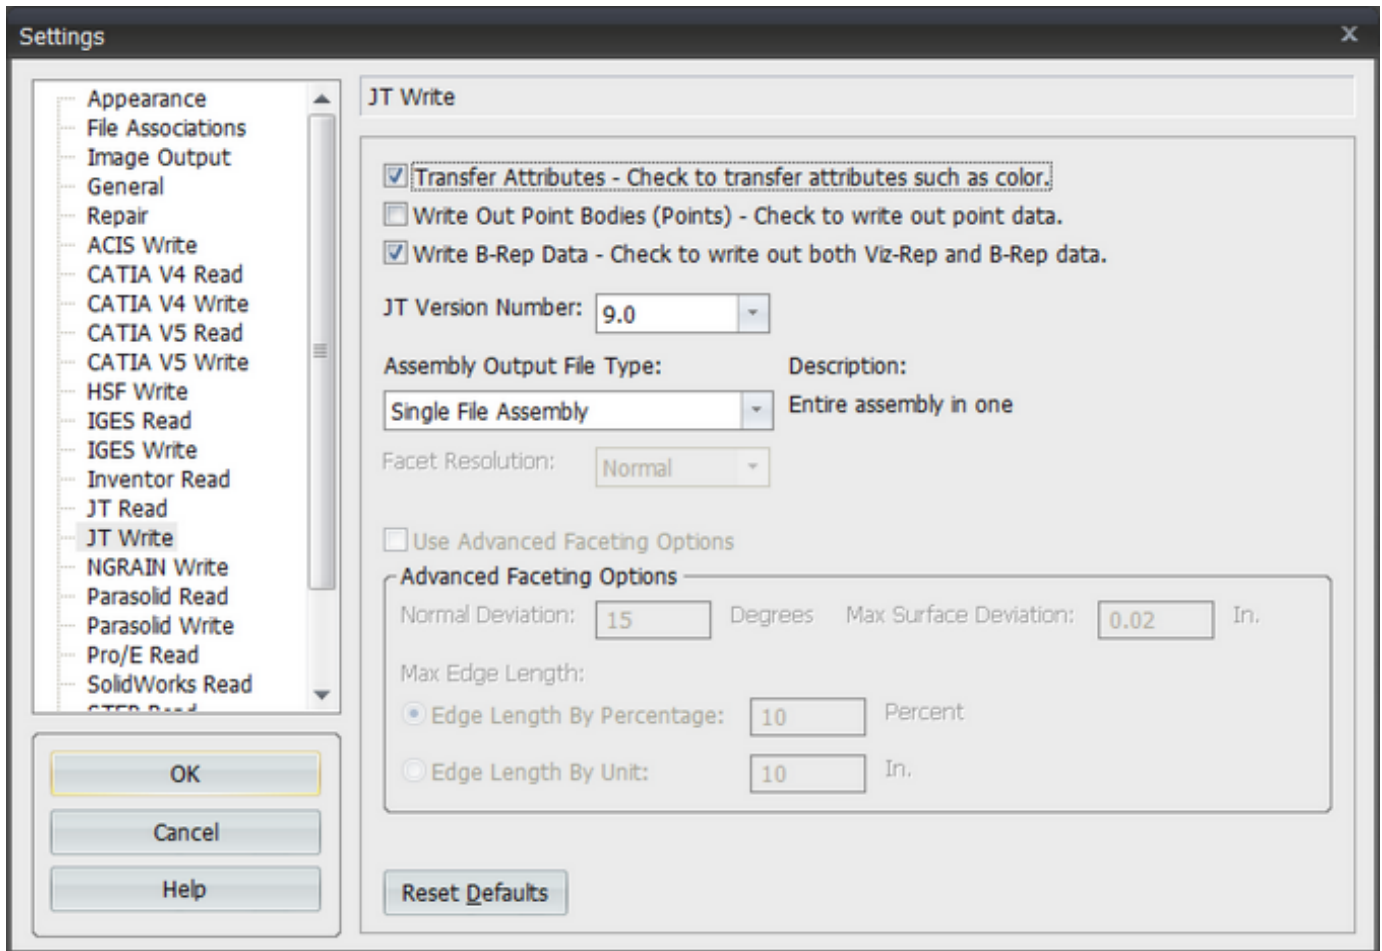 Settings
x
Appearance
File Associations
Image Output
General
Repair
ACIS Write
CATIA V4 Read
CATIA V4 Write
CATIA V5 Read
CATIA V5 Write
HSF Write
IGES Read
IGES Write
Inventor Read
JT Read
JT Write
NGRAIN Write
Parasolid Read
Parasolid Write
Pro/E Read
SolidWorks Read
STEP Read
OK
Cancel
Help
JT Write
Transfer Attributes - Check to transfer attributes such as color.
Write Out Point Bodies (Points) - Check to write out point data.
Write B-Rep Data - Check to write out both Viz-Rep and B-Rep data.
JT Version Number: 9.0
Assembly Output File Type: Description:
Single File Assembly Entire assembly in one
Facet Resolution: Normal
Use Advanced Faceting Options
Advanced Faceting Options
Normal Deviation: 15 Degrees Max Surface Deviation: 0.02 In.
Max Edge Length:
Edge Length By Percentage: 10 Percent
Edge Length By Unit: 10 In.
Reset Defaults